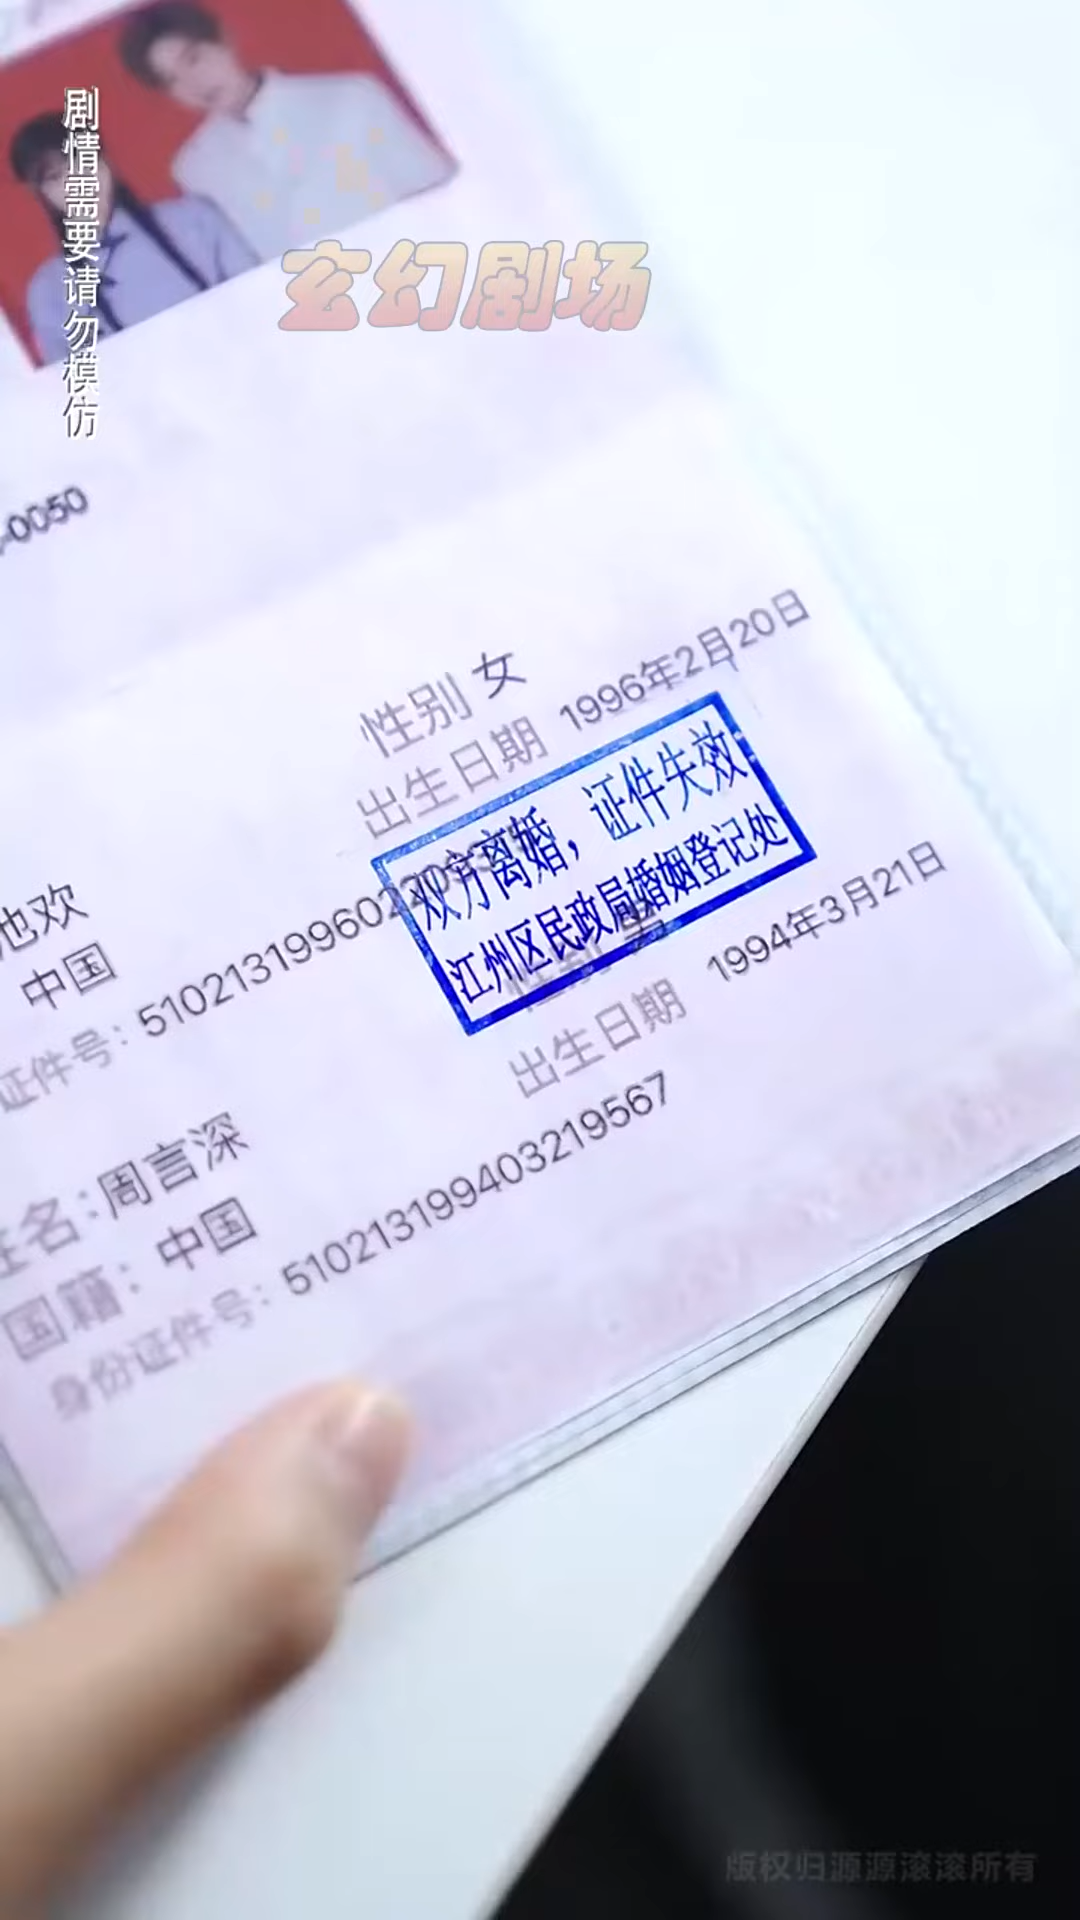 剧情需要请勿模仿
玄幻剧场
-0050
性别 女
出生日期 1996年2月20日
双方离婚，证件失效
江州区民政局婚姻登记处
池欢
中国
证件号：510213199602209
出生日期 1994年3月21日
姓名：周言深
国籍：中国
身份证件号：510213199403219567
版权归源源滚滚所有